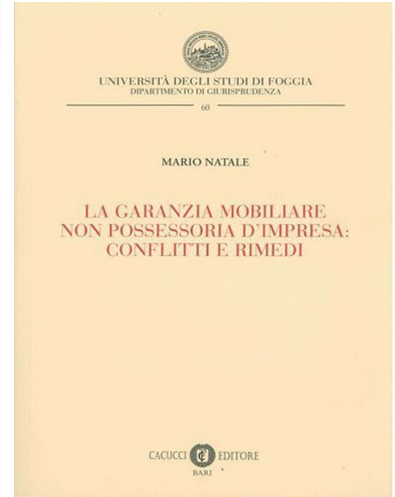 UNIVERSITÀ DEGLI STUDI DI FOGGIA
DIPARTIMENTO DI GIURISPRUDENZA
60
MARIO NATALE
LA GARANZIA MOBILIARE
NON POSSESSORIA D'IMPRESA:
CONFLITTI E RIMEDI
CACUCCI EDITORE
BARI